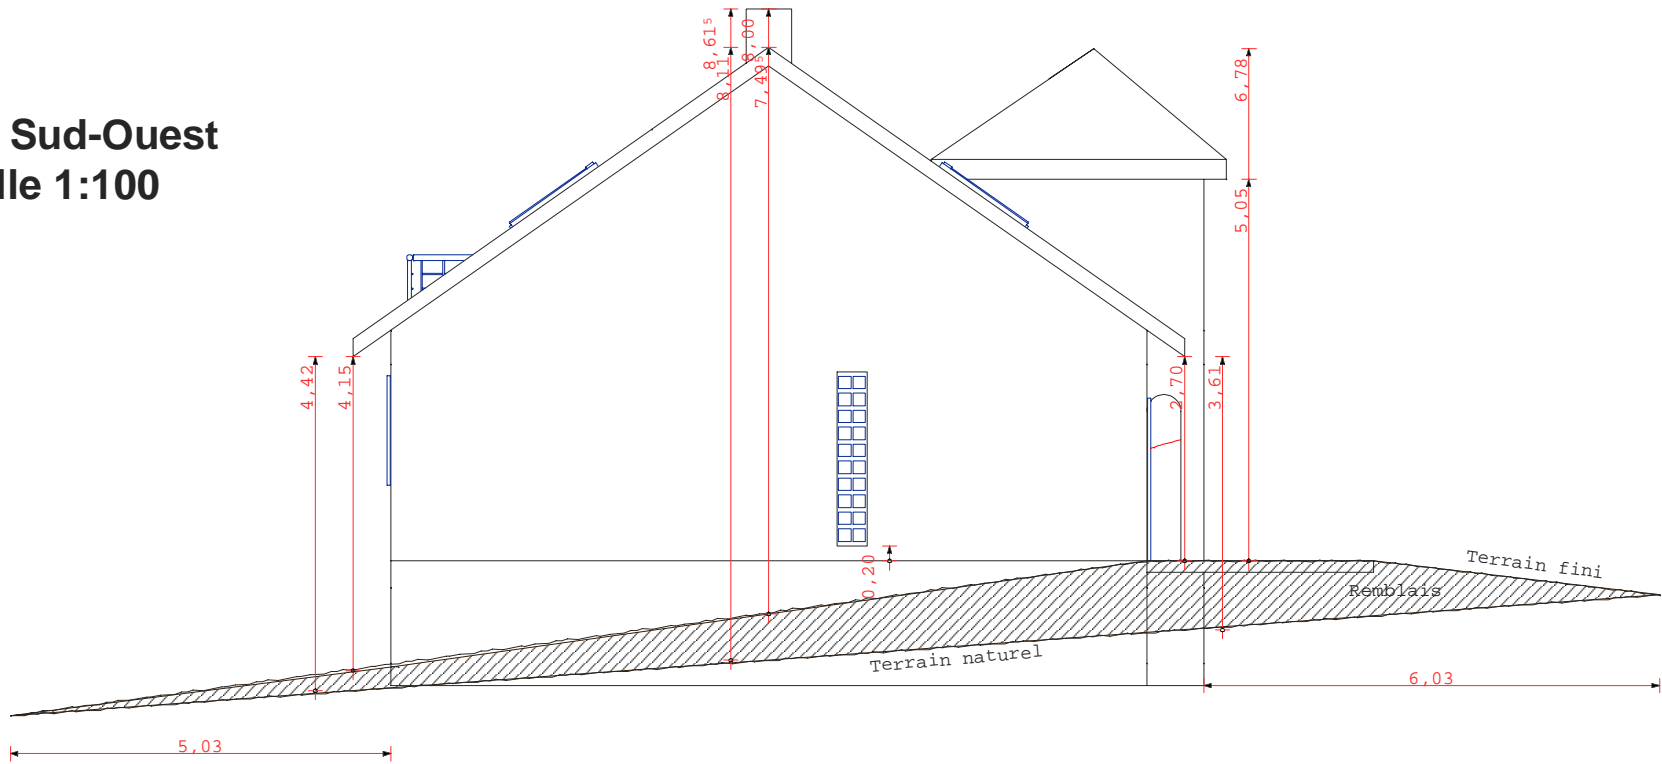 8,61⁵
8,00
8,11
7,49⁵
6,78
Sud-Ouest
lle 1:100
5,05
4,42
4,15
2,70
3,61
0,20
Terrain fini
Remblais
Terrain naturel
6,03
5,03